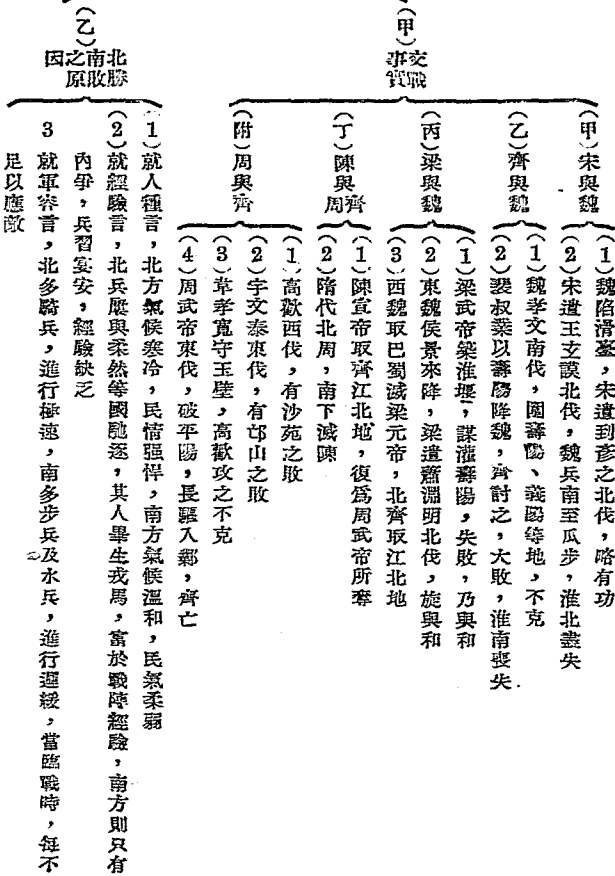 （甲）交戰事實
（甲）宋與魏
（1）魏陷滑臺，宋遣到彥之北伐，略有功
（2）宋遣王玄謨北伐，魏兵南至瓜步，淮北盡失
（乙）齊與魏
（1）魏孝文南伐，圍壽陽、義陽等地，不克
（2）裴叔業以壽陽降魏，齊討之，大敗，淮南喪失
（丙）梁與魏
（1）梁武帝築淮堰，謀灌壽陽，失敗，乃與和
（2）東魏侯景來降，梁遣蕭淵明北伐，旋與和
（3）西魏取巴蜀滅梁元帝，北齊取江北地
（丁）陳與齊周
（1）陳宣帝取齊江北地，復爲周武帝所奪
（2）隋代北周，南下滅陳
（附）周與齊
（1）高歡西伐，有沙苑之敗
（2）宇文泰東伐，有邙山之敗
（3）韋孝寬守玉壁，高歡攻之不克
（4）周武帝東伐，破平陽，長驅入鄴，齊亡
（乙）北勝南敗之原因
（1）就人種言，北方氣候寒冷，民情强悍，南方氣候溫和，民氣柔弱
（2）就經驗言，北兵屢與柔然等國馳逐，其人畢生戎馬，富於戰陣經驗，南方則只有
內爭，兵習宴安，經驗缺乏
3 就軍容言，北多騎兵，進行極速，南多步兵及水兵，進行遲緩，當臨戰時，每不
足以應敵